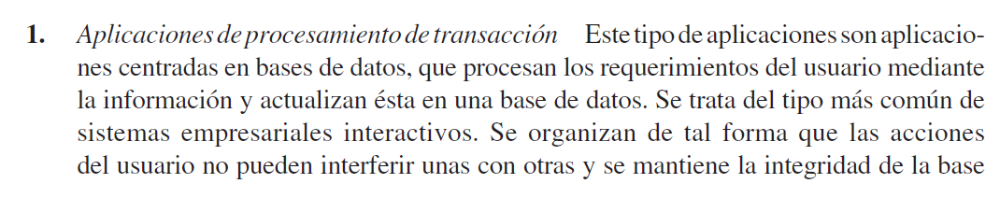 1. Aplicaciones de procesamiento de transacción Este tipo de aplicaciones son aplicacio-
nes centradas en bases de datos, que procesan los requerimientos del usuario mediante
la información y actualizan ésta en una base de datos. Se trata del tipo más común de
sistemas empresariales interactivos. Se organizan de tal forma que las acciones
del usuario no pueden interferir unas con otras y se mantiene la integridad de la base